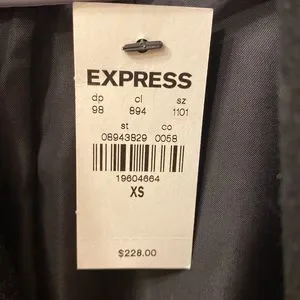 EXPRESS
dp cl sz
98 894 1101
st co
08943829 0058
19604664
XS
$228.00